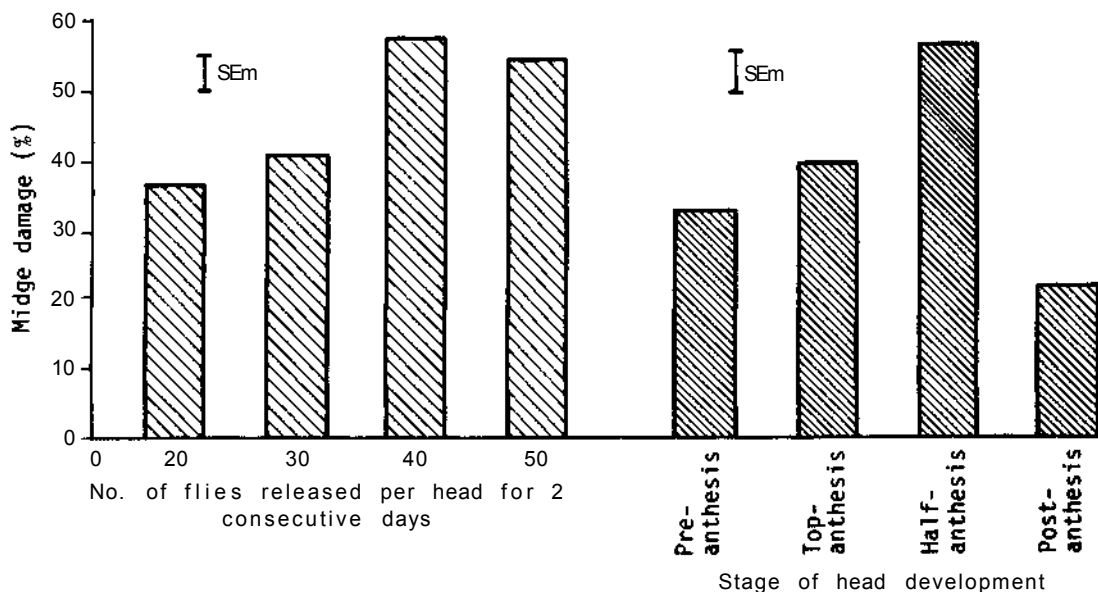 60
50
40
30
20
10
0
Midge damage (%)
SEm
SEm
0 20 30 40 50
No. of flies released per head for 2
consecutive days
Pre-
anthesis
Top-
anthesis
Half-
anthesis
Post-
anthesis
Stage of head development